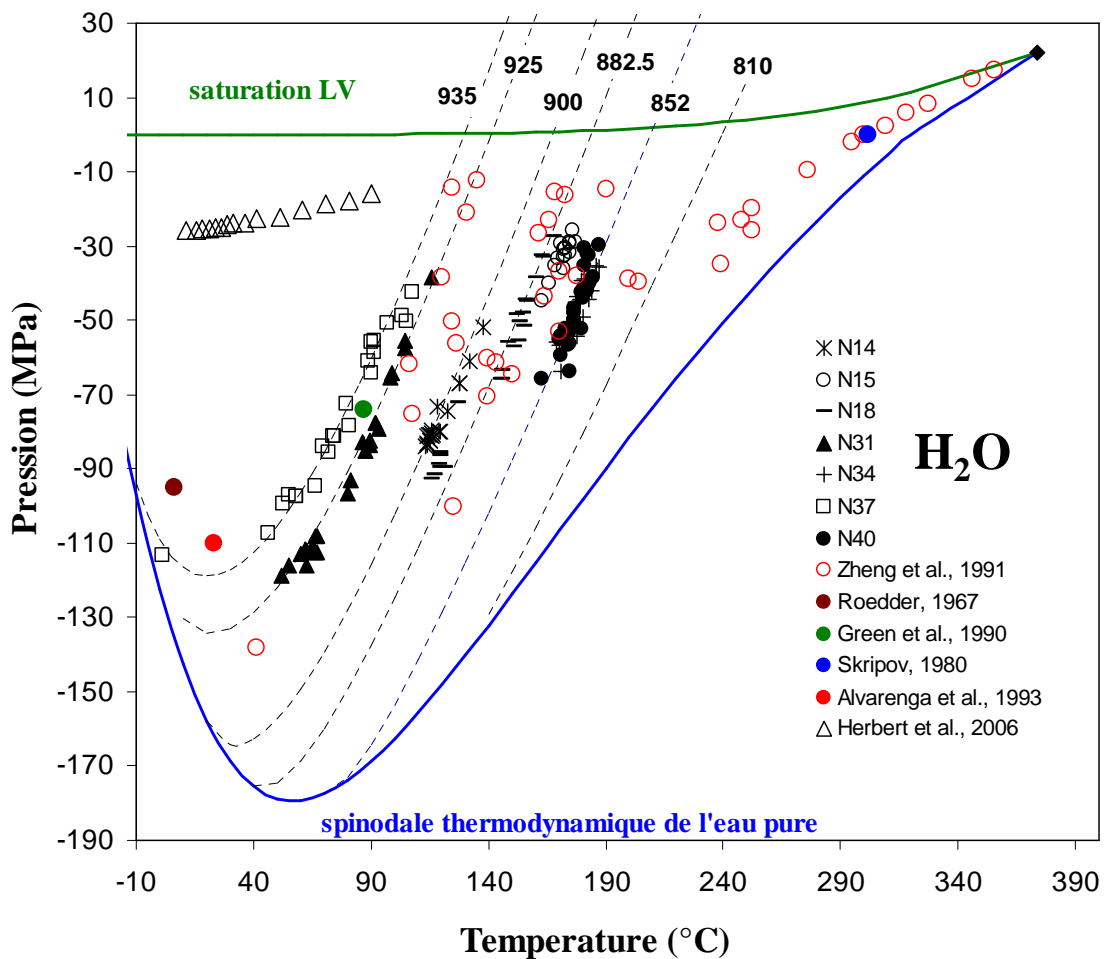 30
10
-10
-30
-50
-70
-90
-110
-130
-150
-170
-190
Pression (MPa)
saturation LV
935
925
900
882.5
852
810
N14
N15
N18
N31
N34
N37
N40
Zheng et al., 1991
Roedder, 1967
Green et al., 1990
Skripov, 1980
Alvarenga et al., 1993
Herbert et al., 2006
H₂O
spinodale thermodynamique de l'eau pure
-10
40
90
140
190
240
290
340
390
Temperature (°C)